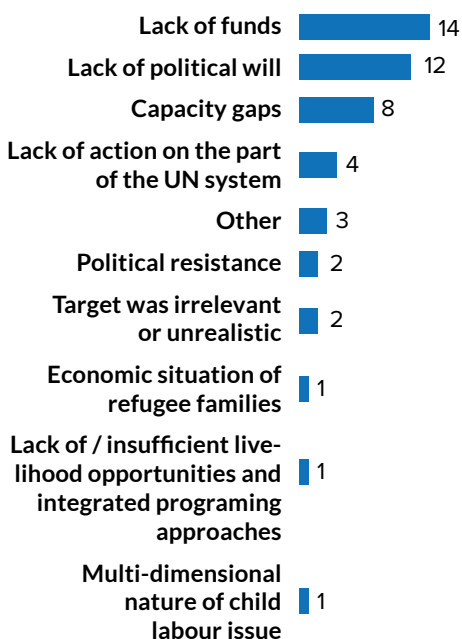 Lack of funds 14
Lack of political will 12
Capacity gaps 8
Lack of action on the part
of the UN system 4
Other 3
Political resistance 2
Target was irrelevant
or unrealistic 2
Economic situation of
refugee families 1
Lack of / insufficient live-
lihood opportunities and
integrated programing
approaches 1
Multi-dimensional
nature of child
labour issue 1